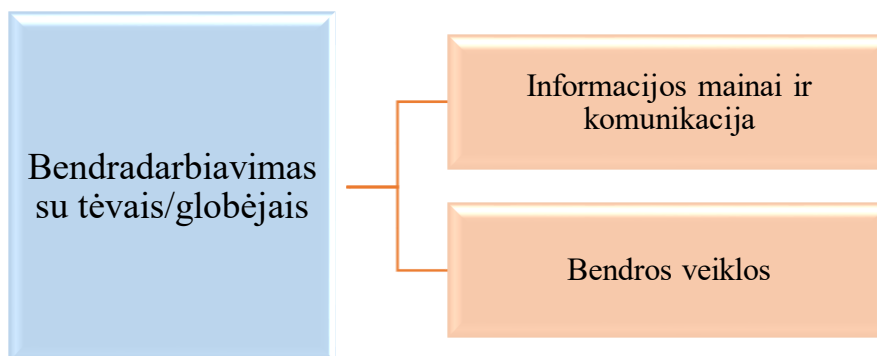 Bendradarbiavimas
su tėvais/globėjais
Informacijos mainai ir
komunikacija
Bendros veiklos